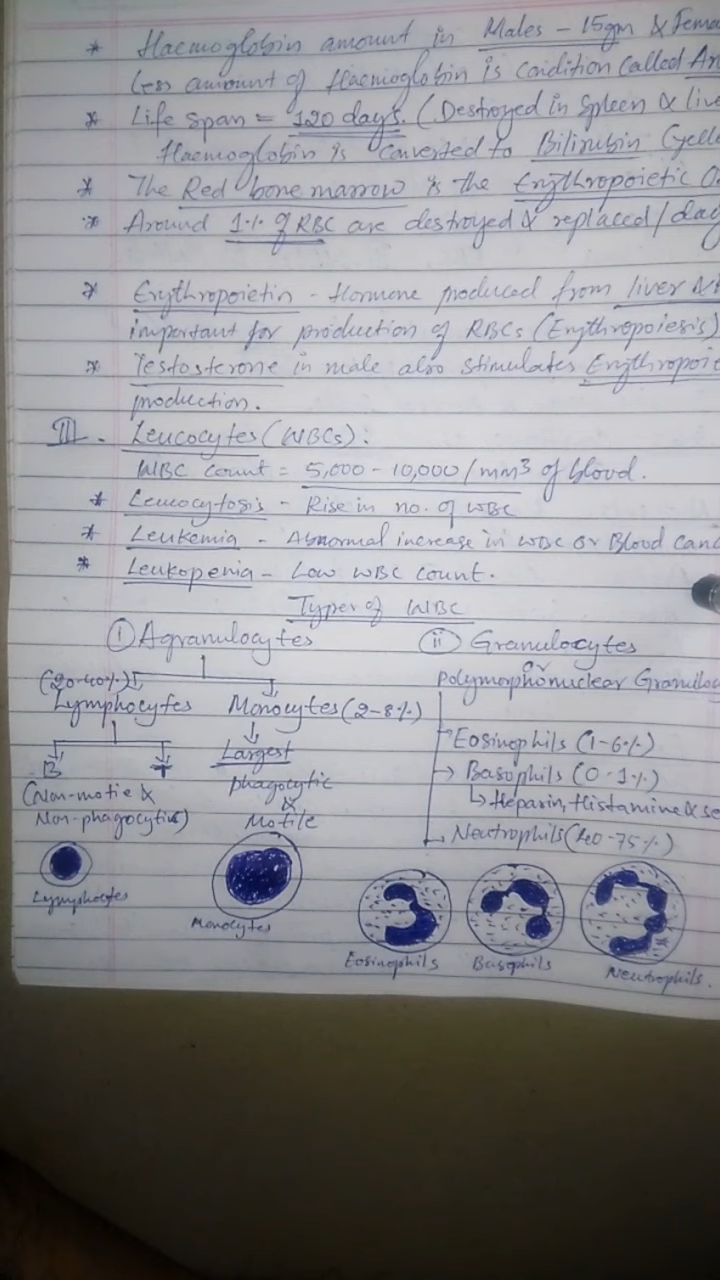 * Haemoglobin amount in Males - 15gm & Fema
Less amount of Haemoglobin is condition called An
* Life span = 120 days. (Destroyed in Spleen & live
Haemoglobin is converted to Bilirubin
* The Red bone marrow is the Erythropoietic O
* Around 1% of RBC are destroyed & replaced/day
* Erythropoietin - Hormone produced from liver &
important for production of RBCs (Erythropoiesis)
* Testosterone in male also stimulates Erythropoie
production.
III. Leucocytes (WBCs):
WBC count = 5,000 - 10,000/mm3 of blood.
* Leucocytosis - Rise in no. of WBC
* Leukemia - Abnormal increase in WBC or Blood Canc
* Leukopenia - Low WBC count.
Types of WBC
(i) Agranulocytes
(ii) Granulocytes
or
Polymorphonuclear Granuloc
(20-40%)
Lymphocytes
Monocytes (2-8%)
B
T
(Non-motie &
Non-phagocytive)
Largest
phagocytic
&
Motile
Eosinophils (1-6%)
Basophils (0-1%)
Heparin, Histamine & se
Neutrophils (40-75%)
Lymphocytes
Monocytes
Eosinophils
Basophils
Neutrophils.